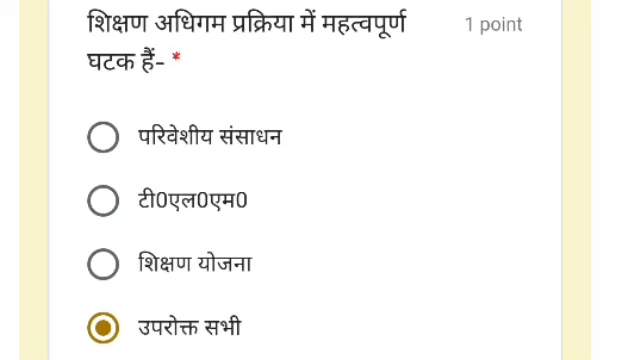 शिक्षण अधिगम प्रक्रिया में महत्वपूर्ण 1 point
घटक हैं- *
परिवेशीय संसाधन
टी0एल0एम0
शिक्षण योजना
उपरोक्त सभी